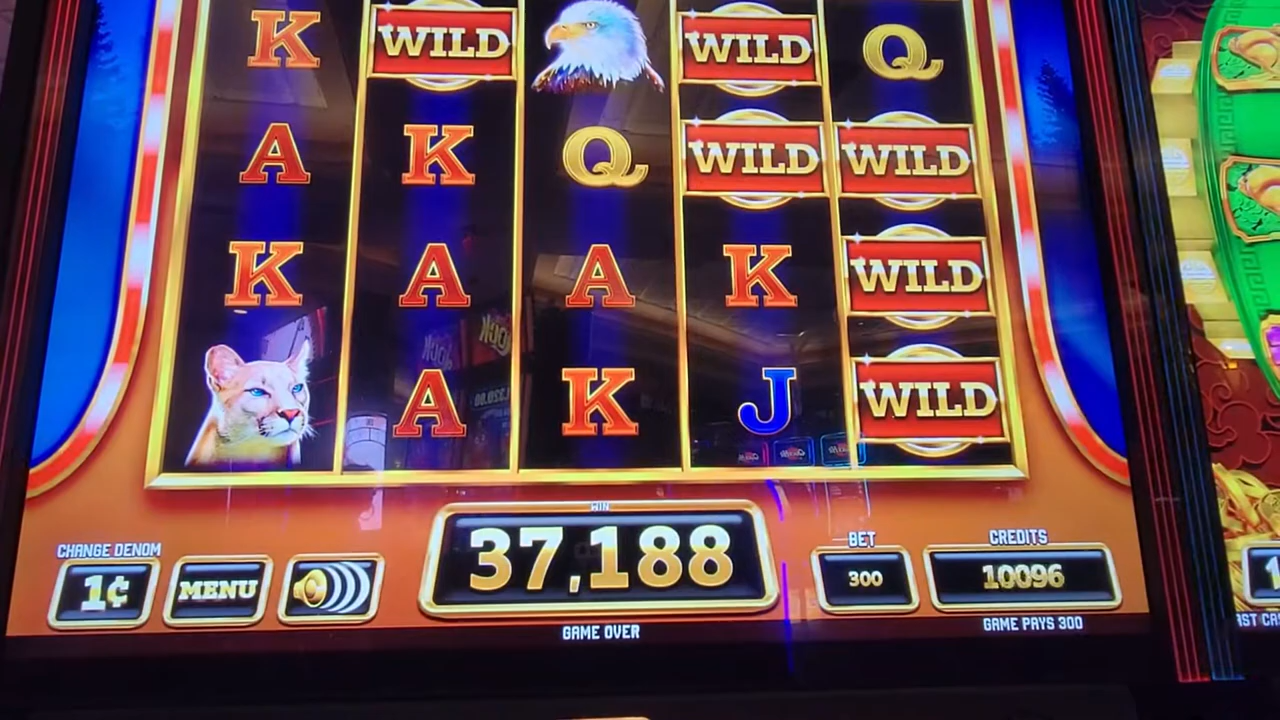 K WILD WILD Q
A K Q WILD WILD
K A A K WILD
A K J WILD
WIN
37,188
CHANGE DENOM
1¢
MENU
BET
300
CREDITS
10096
GAME OVER
GAME PAYS 300